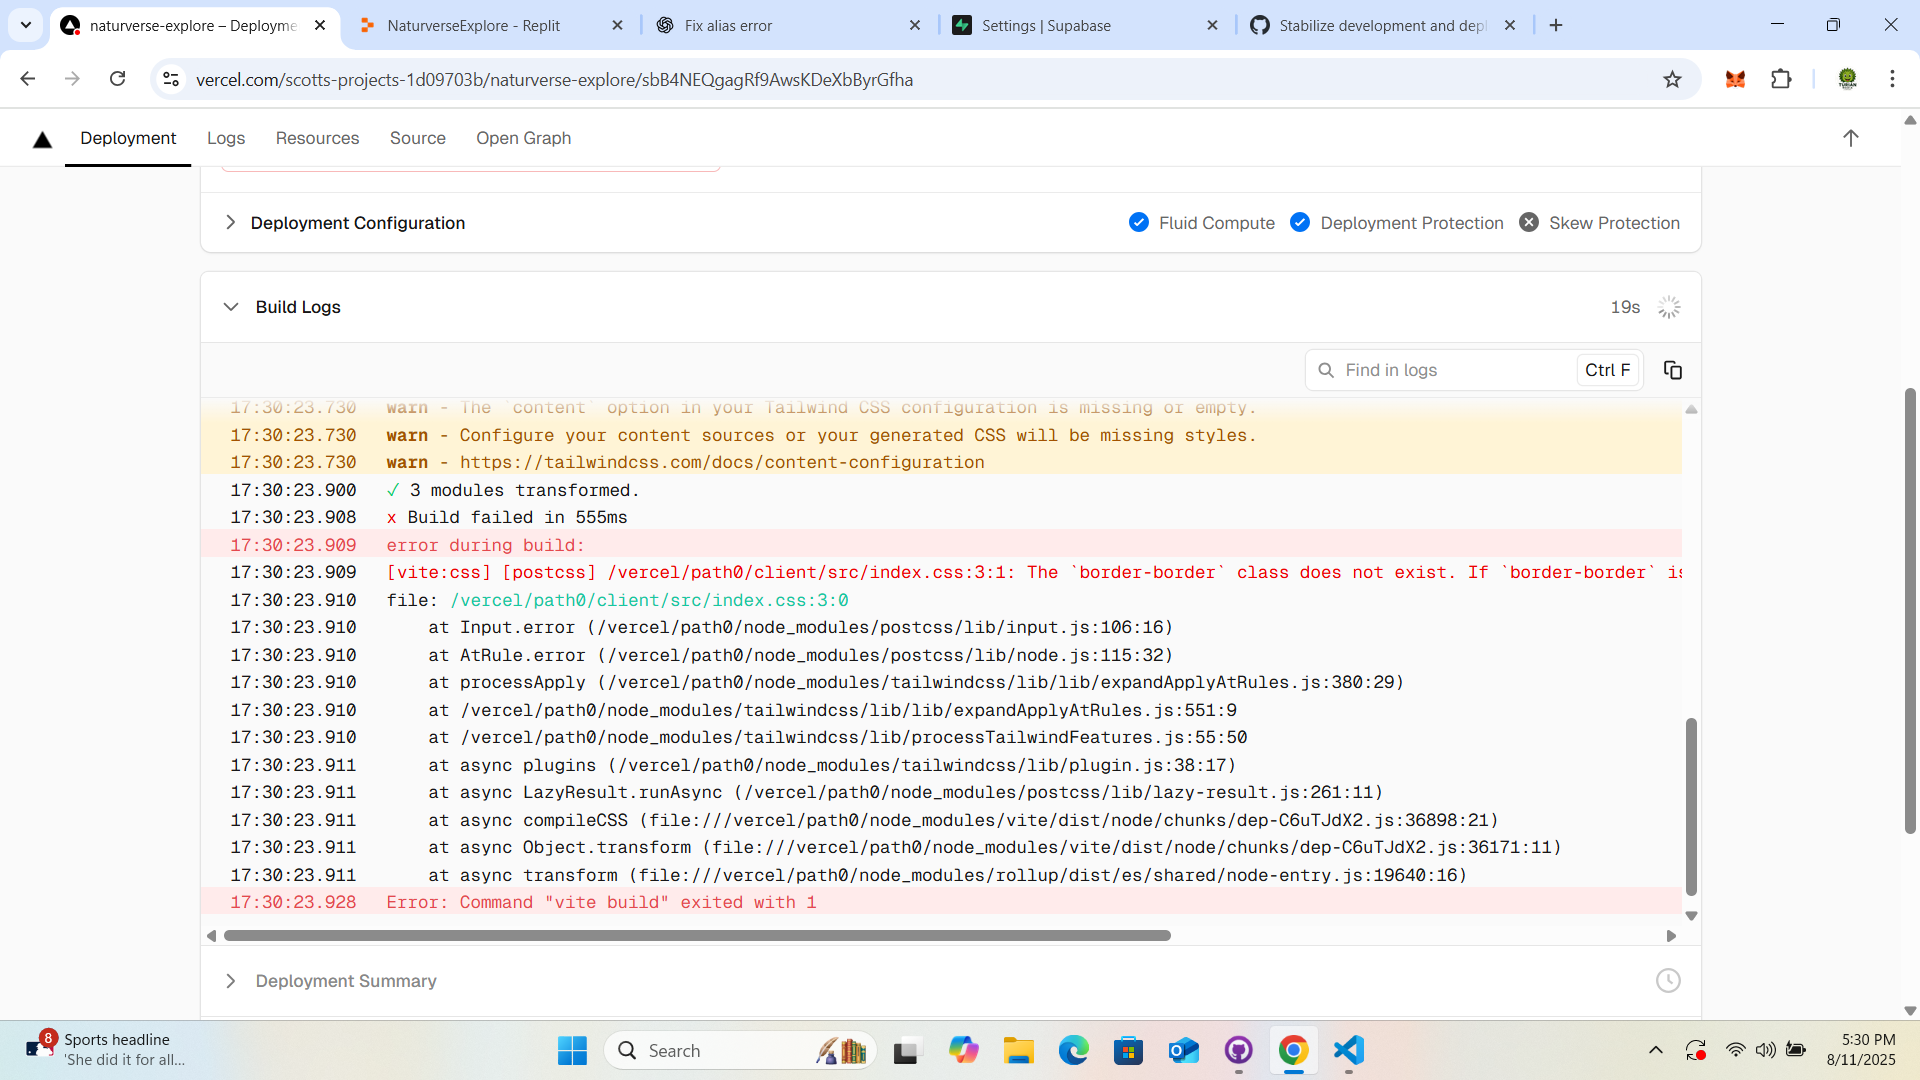 naturverse-explore – Deployme
NaturverseExplore - Replit
Fix alias error
Settings | Supabase
Stabilize development and depl
vercel.com/scotts-projects-1d09703b/naturverse-explore/sbB4NEQgagRf9AwsKDeXbByrGfha
Deployment
Logs
Resources
Source
Open Graph
Deployment Configuration
Fluid Compute
Deployment Protection
Skew Protection
Build Logs
19s
Find in logs
Ctrl F
17:30:23.730 warn - The `content` option in your Tailwind CSS configuration is missing or empty.
17:30:23.730 warn - Configure your content sources or your generated CSS will be missing styles.
17:30:23.730 warn - https://tailwindcss.com/docs/content-configuration
17:30:23.900 ✓ 3 modules transformed.
17:30:23.908 x Build failed in 555ms
17:30:23.909 error during build:
17:30:23.909 [vite:css] [postcss] /vercel/path0/client/src/index.css:3:1: The `border-border` class does not exist. If `border-border` is
17:30:23.910 file: /vercel/path0/client/src/index.css:3:0
17:30:23.910 at Input.error (/vercel/path0/node_modules/postcss/lib/input.js:106:16)
17:30:23.910 at AtRule.error (/vercel/path0/node_modules/postcss/lib/node.js:115:32)
17:30:23.910 at processApply (/vercel/path0/node_modules/tailwindcss/lib/lib/expandApplyAtRules.js:380:29)
17:30:23.910 at /vercel/path0/node_modules/tailwindcss/lib/lib/expandApplyAtRules.js:551:9
17:30:23.910 at /vercel/path0/node_modules/tailwindcss/lib/processTailwindFeatures.js:55:50
17:30:23.911 at async plugins (/vercel/path0/node_modules/tailwindcss/lib/plugin.js:38:17)
17:30:23.911 at async LazyResult.runAsync (/vercel/path0/node_modules/postcss/lib/lazy-result.js:261:11)
17:30:23.911 at async compileCSS (file:///vercel/path0/node_modules/vite/dist/node/chunks/dep-C6uTJdX2.js:36898:21)
17:30:23.911 at async Object.transform (file:///vercel/path0/node_modules/vite/dist/node/chunks/dep-C6uTJdX2.js:36171:11)
17:30:23.911 at async transform (file:///vercel/path0/node_modules/rollup/dist/es/shared/node-entry.js:19640:16)
17:30:23.928 Error: Command "vite build" exited with 1
Deployment Summary
8
Sports headline
'She did it for all...
Search
5:30 PM
8/11/2025